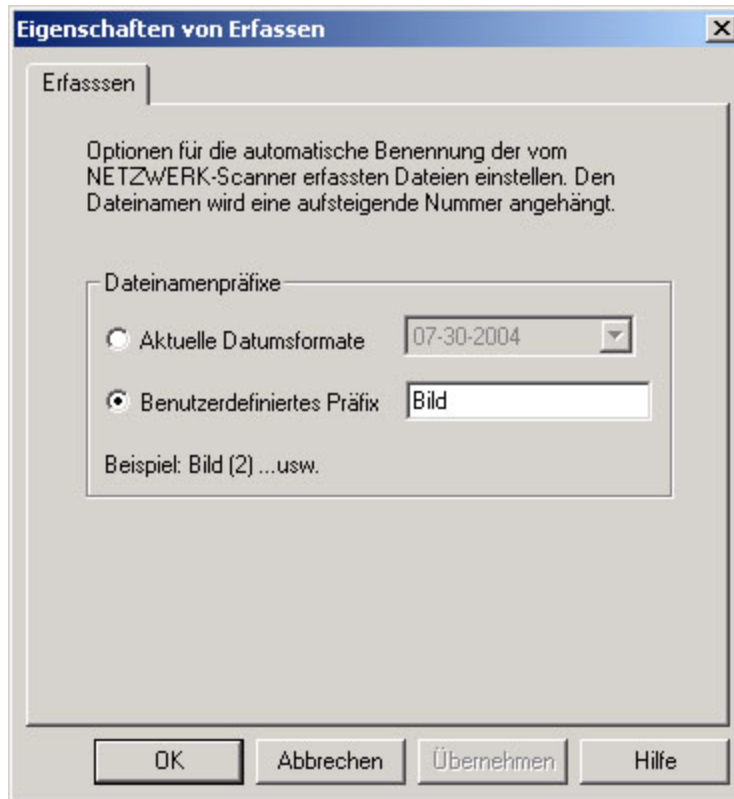 Eigenschaften von Erfassen
Erfasssen
Optionen für die automatische Benennung der vom
NETZWERK-Scanner erfassten Dateien einstellen. Den
Dateinamen wird eine aufsteigende Nummer angehängt.
Dateinamenpräfixe
Aktuelle Datumsformate 07-30-2004
Benutzerdefiniertes Präfix Bild
Beispiel: Bild (2) ...usw.
OK Abbrechen Übernehmen Hilfe